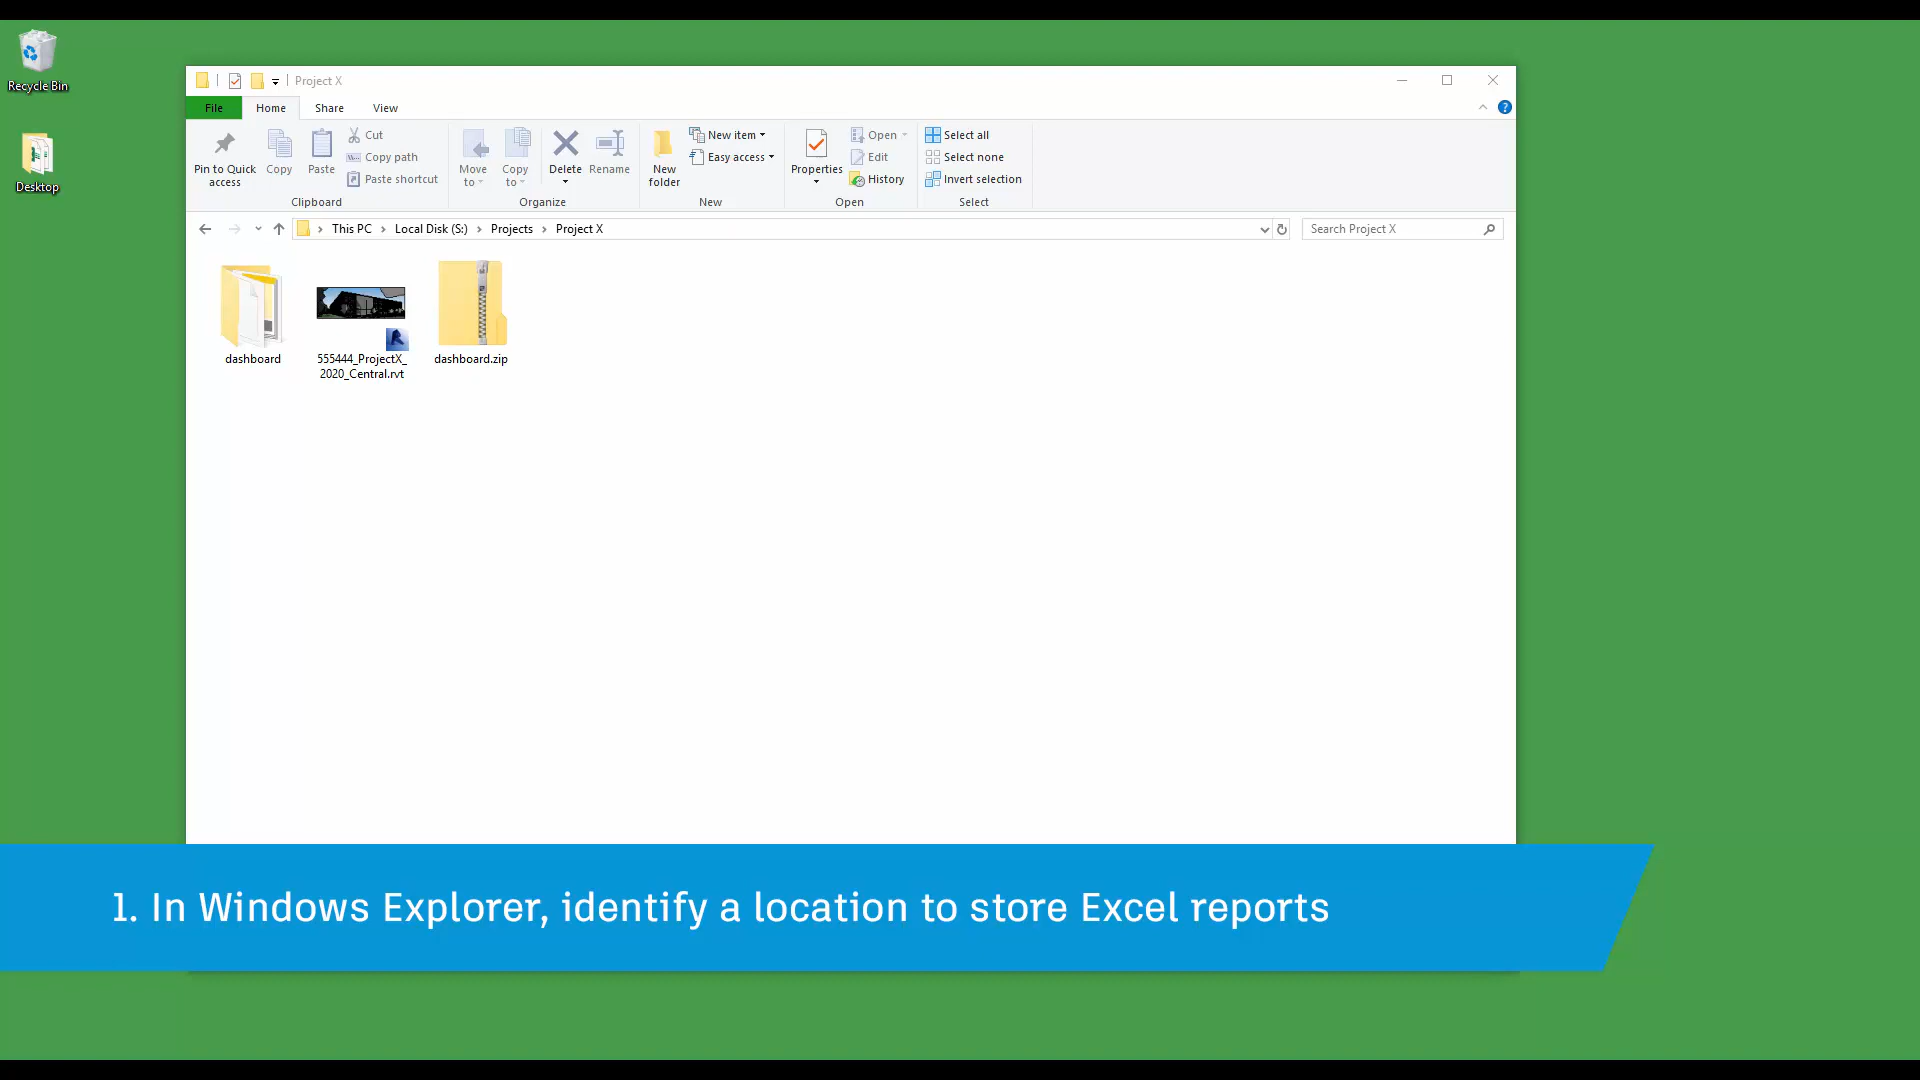 Recycle Bin
Desktop
Project X
File Home Share View
Pin to Quick access
Copy
Paste
Cut
Copy path
Paste shortcut
Clipboard
Move to
Copy to
Delete
Rename
Organize
New folder
New item
Easy access
New
Properties
Open
Edit
History
Open
Select all
Select none
Invert selection
Select
This PC > Local Disk (S:) > Projects > Project X
Search Project X
dashboard
555444_ProjectX_
2020_Central.rvt
dashboard.zip
1. In Windows Explorer, identify a location to store Excel reports